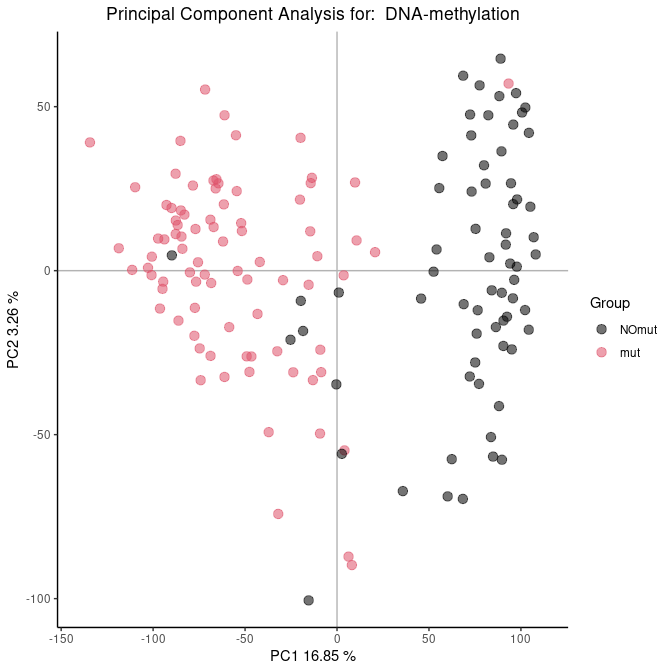 Principal Component Analysis for:  DNA-methylation
50
0
-50
-100
PC2 3.26 %
-150
-100
-50
0
50
100
PC1 16.85 %
Group
NOmut
mut